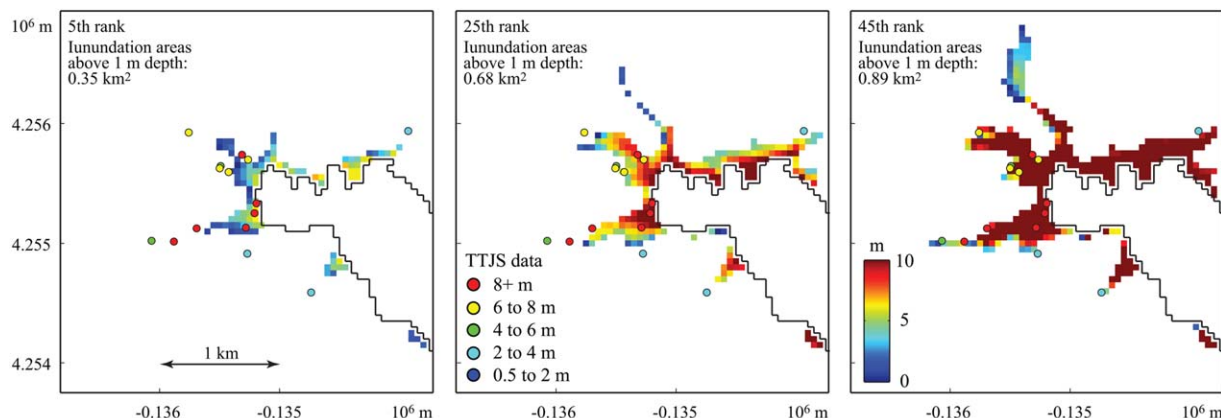 10⁶ m
5th rank
Iunundation areas
above 1 m depth:
0.35 km²
4.256
4.255
4.254
1 km
-0.136
-0.135
10⁶ m
25th rank
Iunundation areas
above 1 m depth:
0.68 km²
TTJS data
8+ m
6 to 8 m
4 to 6 m
2 to 4 m
0.5 to 2 m
-0.136
-0.135
10⁶ m
45th rank
Iunundation areas
above 1 m depth:
0.89 km²
m
10
5
0
-0.136
-0.135
10⁶ m